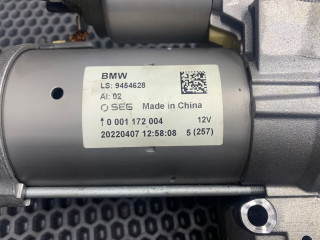 BMW
LS: 9454628
AI: 02
SEG Made in China
0 001 172 004 12V
20220407 12:58:08 5 (257)